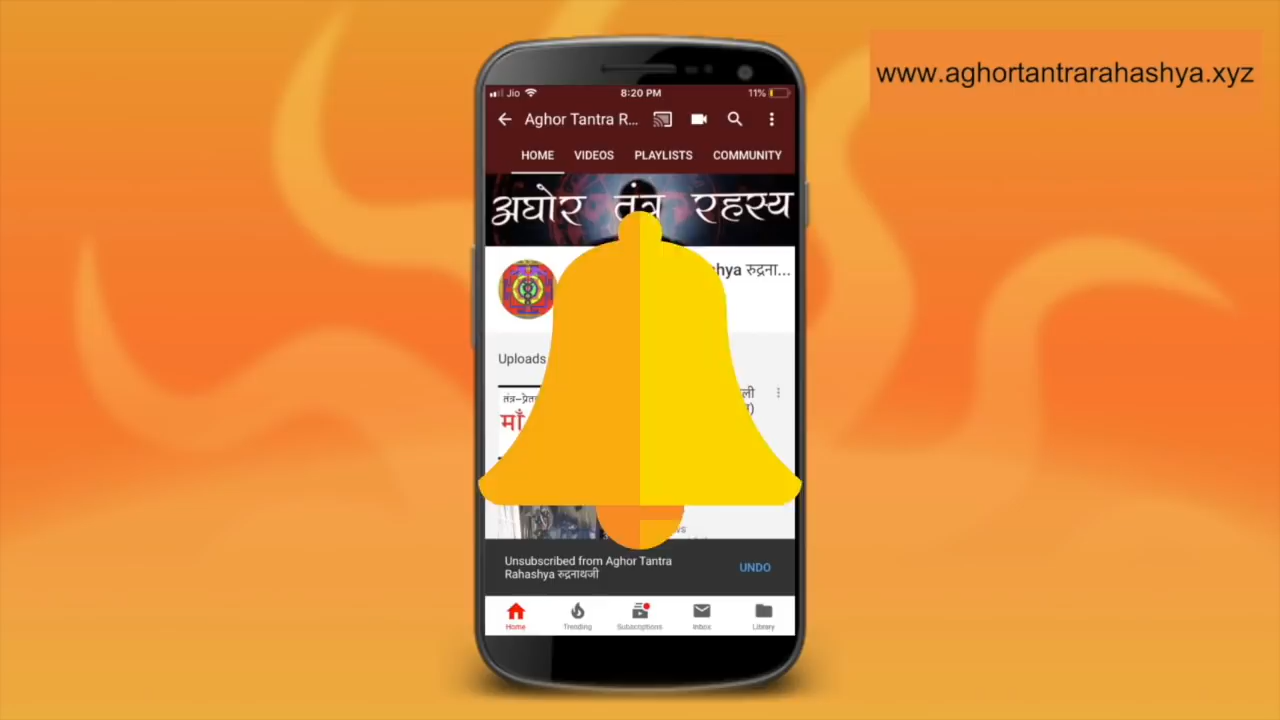 www.aghortantrarahashya.xyz
Jio 8:20 PM 11%
Aghor Tantra R...
HOME VIDEOS PLAYLISTS COMMUNITY
अघोर तंत्र रहस्य
shya रुद्रना...
Uploads
माँ
Unsubscribed from Aghor Tantra
Rahashya रुद्रनाथजी
UNDO
Home Trending Subscriptions Inbox Library